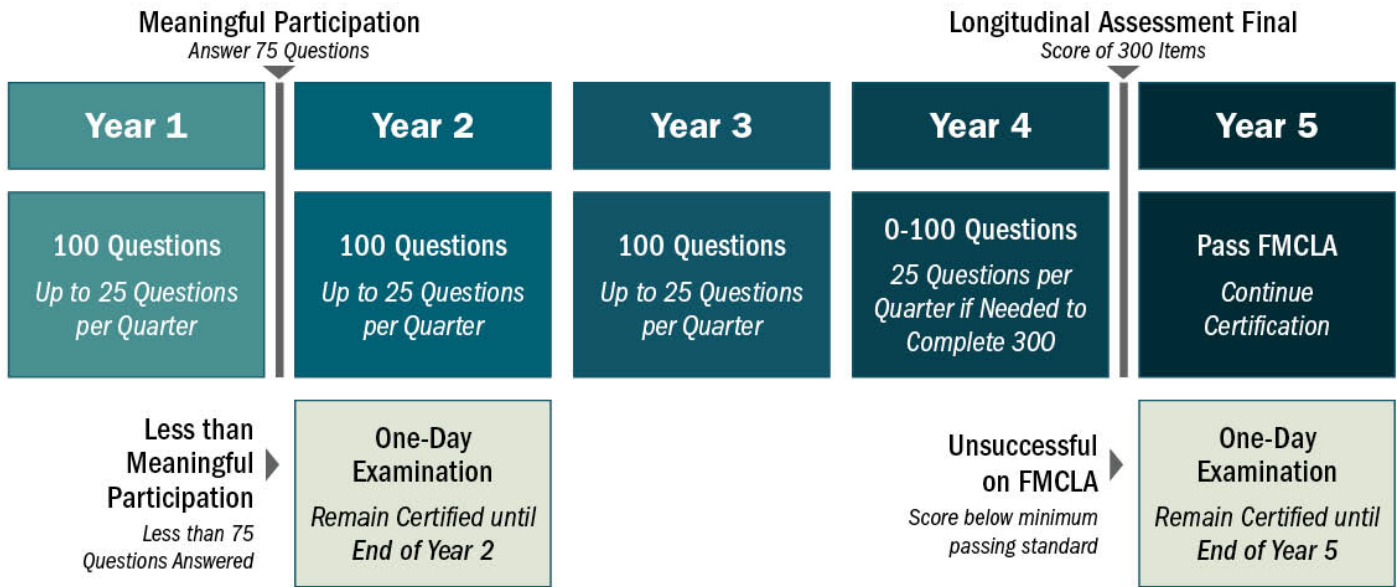 Meaningful Participation
Answer 75 Questions
Longitudinal Assessment Final
Score of 300 Items
Year 1
Year 2
Year 3
Year 4
Year 5
100 Questions
Up to 25 Questions
per Quarter
100 Questions
Up to 25 Questions
per Quarter
100 Questions
Up to 25 Questions
per Quarter
0-100 Questions
25 Questions per
Quarter if Needed to
Complete 300
Pass FMCLA
Continue
Certification
Less than
Meaningful
Participation
Less than 75
Questions Answered
One-Day
Examination
Remain Certified until
End of Year 2
Unsuccessful
on FMCLA
Score below minimum
passing standard
One-Day
Examination
Remain Certified until
End of Year 5